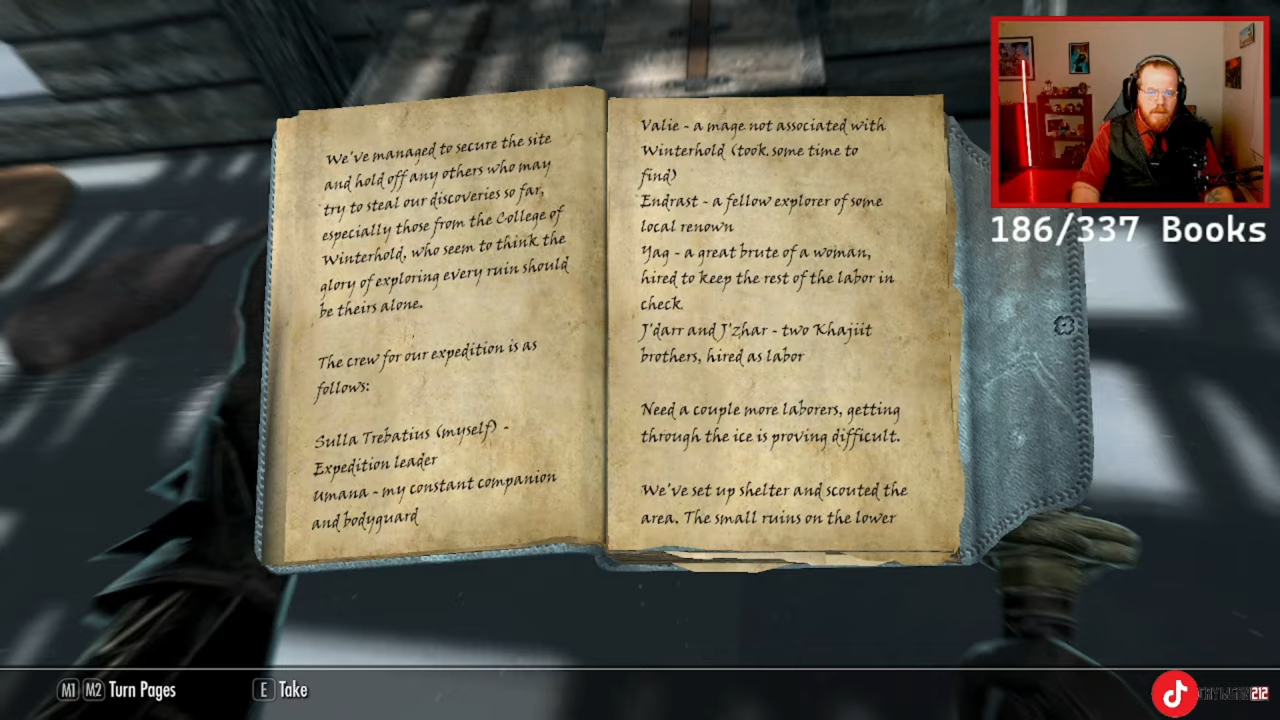 We've managed to secure the site
and hold off any others who may
try to steal our discoveries so far,
especially those from the College of
Winterhold, who seem to think the
glory of exploring every ruin should
be theirs alone.
The crew for our expedition is as
follows:
Sulla Trebatius (myself) -
Expedition leader
Umana - my constant companion
and bodyguard
Valie - a mage not associated with
Winterhold (took some time to
find)
Endrast - a fellow explorer of some
local renown
Yag - a great brute of a woman,
hired to keep the rest of the labor in
check.
J'darr and J'zhar - two Khajiit
brothers, hired as labor
Need a couple more laborers, getting
through the ice is proving difficult.
We've set up shelter and scouted the
area. The small ruins on the lower
186/337 Books
M1 M2 Turn Pages
E Take